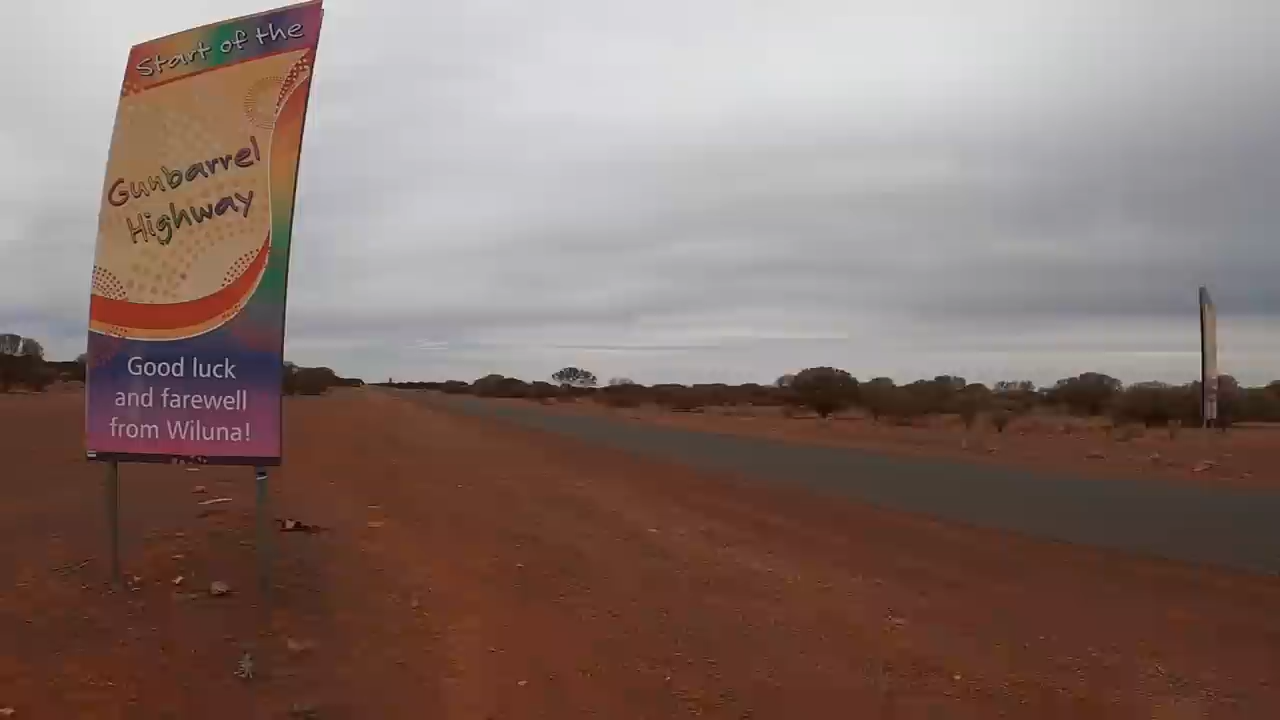 Start of the
Gunbarrel
Highway
Good luck
and farewell
from Wiluna!